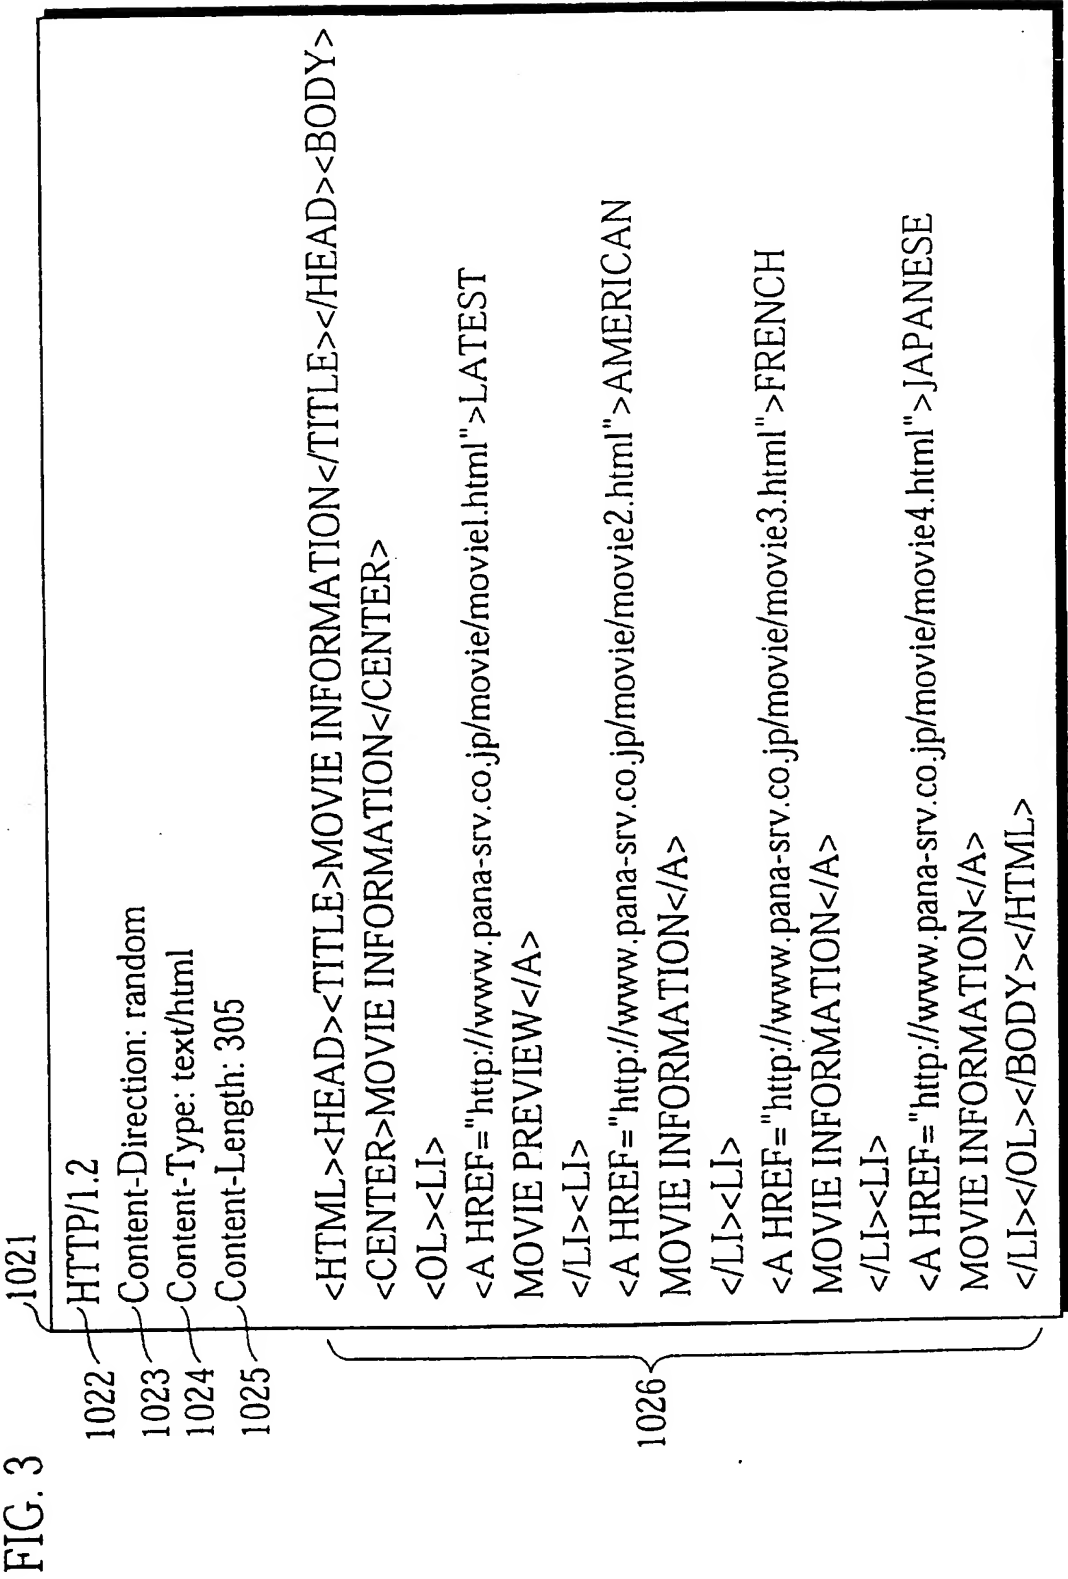 FIG. 3
1021
1022 HTTP/1.2
1023 Content-Direction: random
1024 Content-Type: text/html
1025 Content-Length: 305
1026
<HTML><HEAD><TITLE>MOVIE INFORMATION</TITLE></HEAD><BODY>
<CENTER>MOVIE INFORMATION</CENTER>
<OL><LI>
<A HREF="http://www.pana-srv.co.jp/movie/movie1.html">LATEST
MOVIE PREVIEW</A>
</LI><LI>
<A HREF="http://www.pana-srv.co.jp/movie/movie2.html">AMERICAN
MOVIE INFORMATION</A>
</LI><LI>
<A HREF="http://www.pana-srv.co.jp/movie/movie3.html">FRENCH
MOVIE INFORMATION</A>
</LI><LI>
<A HREF="http://www.pana-srv.co.jp/movie/movie4.html">JAPANESE
MOVIE INFORMATION</A>
</LI></OL></BODY></HTML>